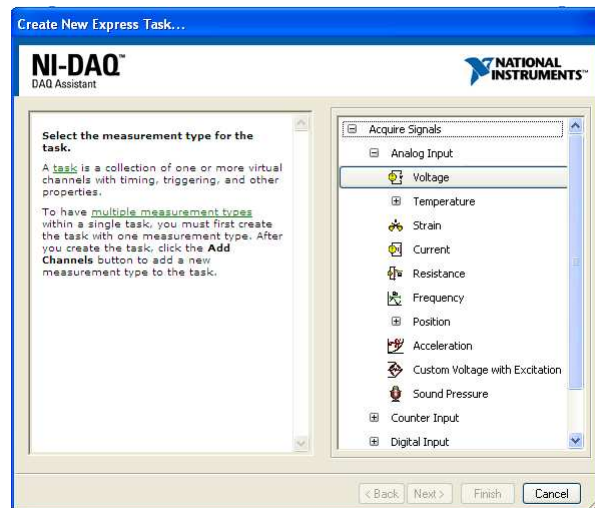 Create New Express Task...
NI-DAQ™
DAQ Assistant
NATIONAL
INSTRUMENTS™
Select the measurement type for the
task.
A task is a collection of one or more virtual
channels with timing, triggering, and other
properties.
To have multiple measurement types
within a single task, you must first create
the task with one measurement type. After
you create the task, click the Add
Channels button to add a new
measurement type to the task.
Acquire Signals
Analog Input
Voltage
Temperature
Strain
Current
Resistance
Frequency
Position
Acceleration
Custom Voltage with Excitation
Sound Pressure
Counter Input
Digital Input
< Back Next > Finish Cancel